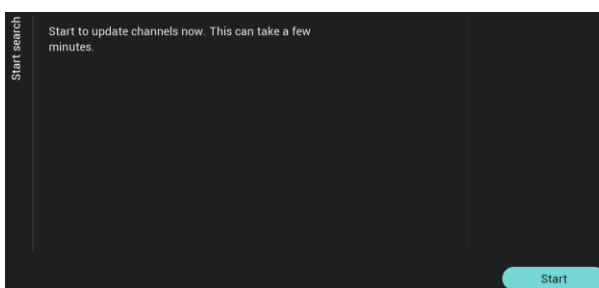 Start search
Start to update channels now. This can take a few
minutes.
Start